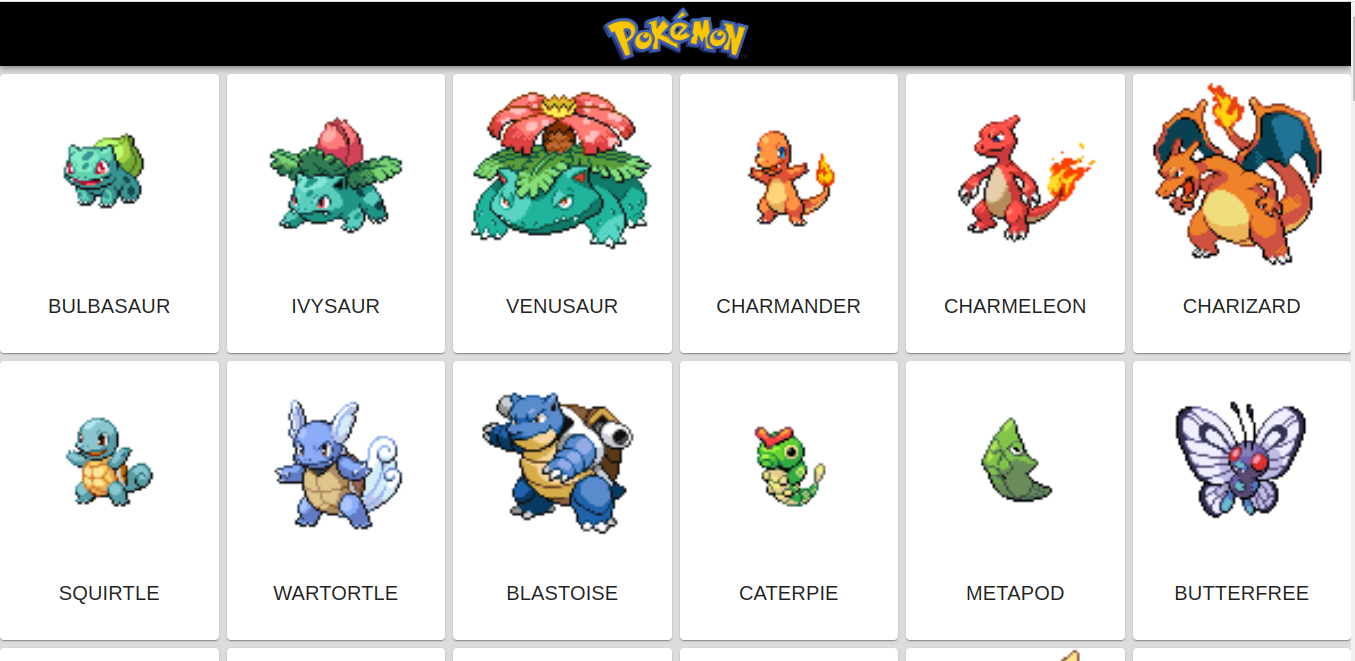 POKéMON
BULBASAUR
IVYSAUR
VENUSAUR
CHARMANDER
CHARMELEON
CHARIZARD
SQUIRTLE
WARTORTLE
BLASTOISE
CATERPIE
METAPOD
BUTTERFREE